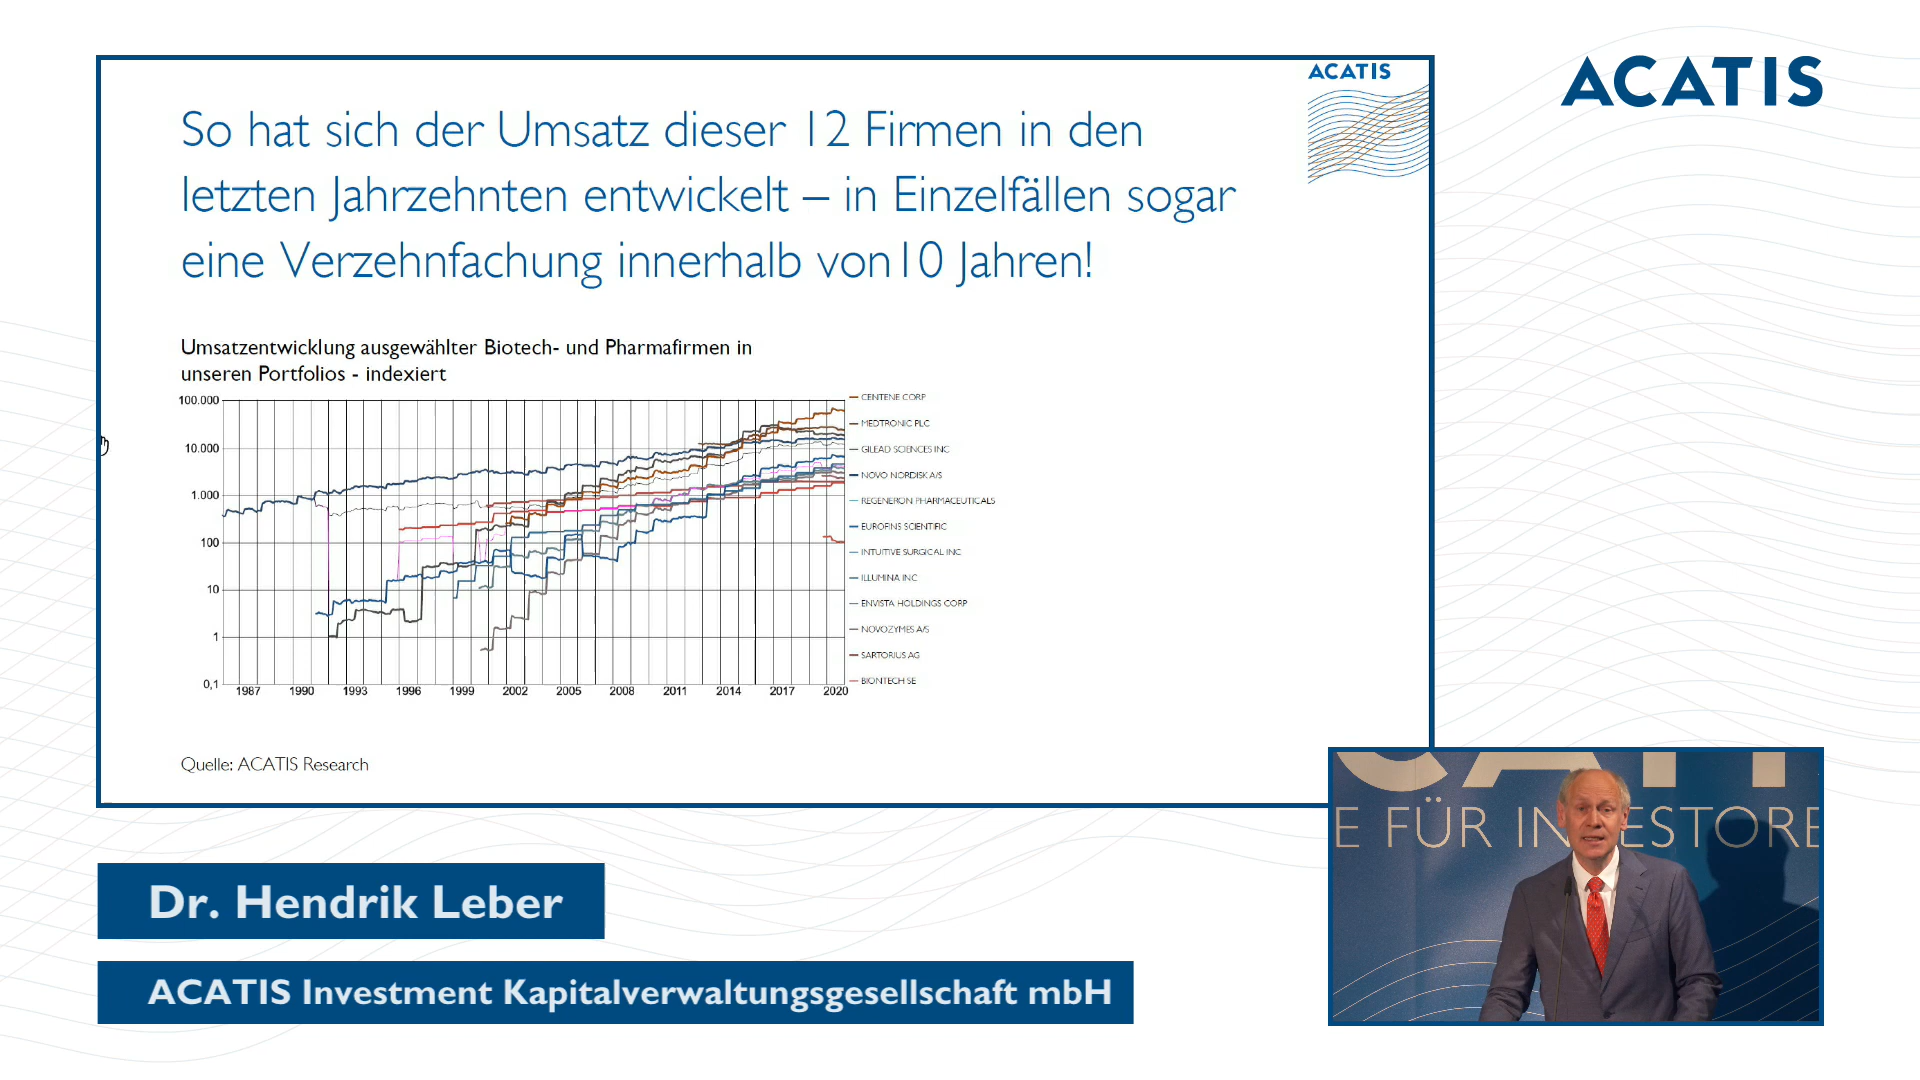 ACATIS
ACATIS
So hat sich der Umsatz dieser 12 Firmen in den
letzten Jahrzehnten entwickelt – in Einzelfällen sogar
eine Verzehnfachung innerhalb von10 Jahren!
Umsatzentwicklung ausgewählter Biotech- und Pharmafirmen in
unseren Portfolios - indexiert
100.000
10.000
1.000
100
10
1
0,1
1987 1990 1993 1996 1999 2002 2005 2008 2011 2014 2017 2020
CENTENE CORP
MEDTRONIC PLC
GILEAD SCIENCES INC
NOVO NORDISK A/S
REGENERON PHARMACEUTICALS
EUROFINS SCIENTIFIC
INTUITIVE SURGICAL INC
ILLUMINA INC
ENVISTA HOLDINGS CORP
NOVOZYMES A/S
SARTORIUS AG
BIONTECH SE
Quelle: ACATIS Research
CATI
E FÜR IN ESTORE
Dr. Hendrik Leber
ACATIS Investment Kapitalverwaltungsgesellschaft mbH